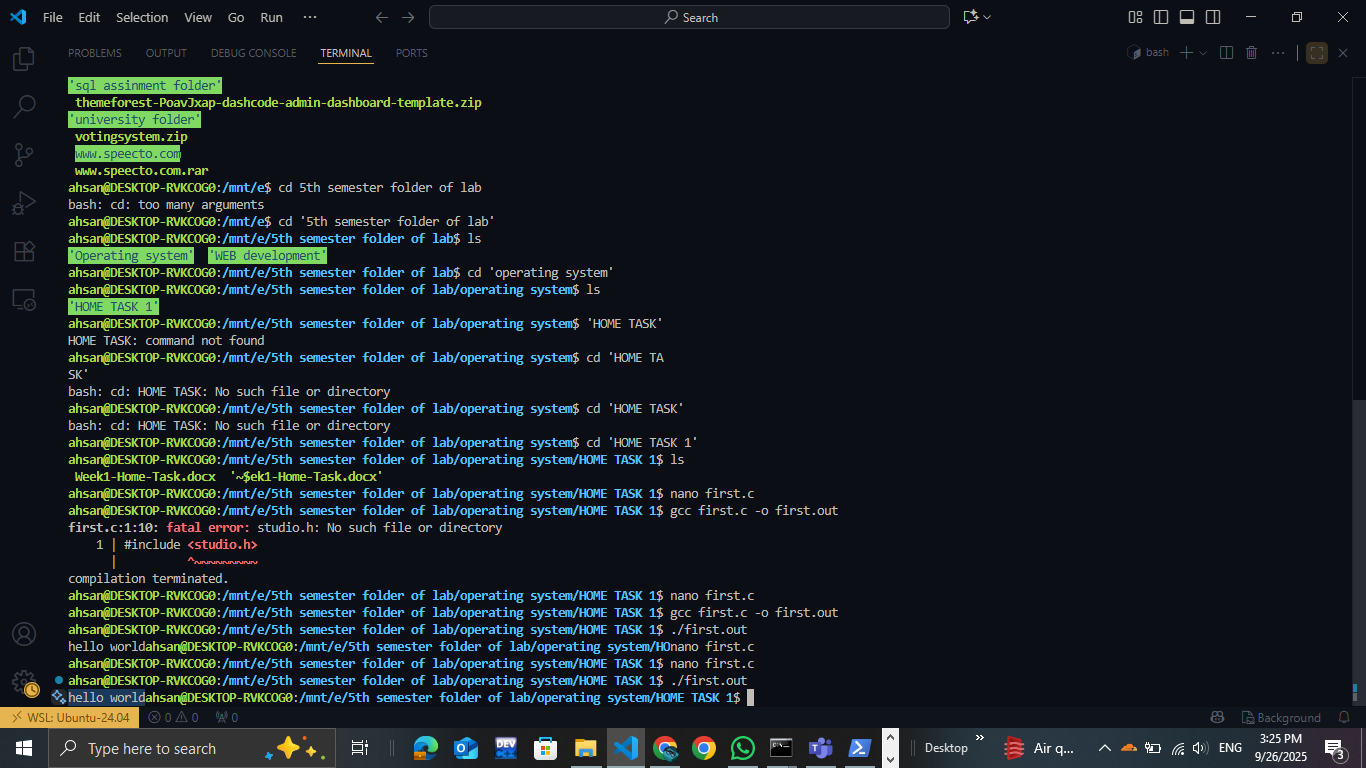 File Edit Selection View Go Run ··· Search
PROBLEMS OUTPUT DEBUG CONSOLE TERMINAL PORTS bash
'sql assinment folder'
themeforest-PoavJxap-dashcode-admin-dashboard-template.zip
'university folder'
votingsystem.zip
www.speecto.com
www.speecto.com.rar
ahsan@DESKTOP-RVKCOG0:/mnt/e$ cd 5th semester folder of lab
bash: cd: too many arguments
ahsan@DESKTOP-RVKCOG0:/mnt/e$ cd '5th semester folder of lab'
ahsan@DESKTOP-RVKCOG0:/mnt/e/5th semester folder of lab$ ls
'Operating system' 'WEB development'
ahsan@DESKTOP-RVKCOG0:/mnt/e/5th semester folder of lab$ cd 'operating system'
ahsan@DESKTOP-RVKCOG0:/mnt/e/5th semester folder of lab/operating system$ ls
'HOME TASK 1'
ahsan@DESKTOP-RVKCOG0:/mnt/e/5th semester folder of lab/operating system$ 'HOME TASK'
HOME TASK: command not found
ahsan@DESKTOP-RVKCOG0:/mnt/e/5th semester folder of lab/operating system$ cd 'HOME TA
SK'
bash: cd: HOME TASK: No such file or directory
ahsan@DESKTOP-RVKCOG0:/mnt/e/5th semester folder of lab/operating system$ cd 'HOME TASK'
bash: cd: HOME TASK: No such file or directory
ahsan@DESKTOP-RVKCOG0:/mnt/e/5th semester folder of lab/operating system$ cd 'HOME TASK 1'
ahsan@DESKTOP-RVKCOG0:/mnt/e/5th semester folder of lab/operating system/HOME TASK 1$ ls
Week1-Home-Task.docx '~$ek1-Home-Task.docx'
ahsan@DESKTOP-RVKCOG0:/mnt/e/5th semester folder of lab/operating system/HOME TASK 1$ nano first.c
ahsan@DESKTOP-RVKCOG0:/mnt/e/5th semester folder of lab/operating system/HOME TASK 1$ gcc first.c -o first.out
first.c:1:10: fatal error: studio.h: No such file or directory
1 | #include <studio.h>
| ^~~~~~~~~~
compilation terminated.
ahsan@DESKTOP-RVKCOG0:/mnt/e/5th semester folder of lab/operating system/HOME TASK 1$ nano first.c
ahsan@DESKTOP-RVKCOG0:/mnt/e/5th semester folder of lab/operating system/HOME TASK 1$ gcc first.c -o first.out
ahsan@DESKTOP-RVKCOG0:/mnt/e/5th semester folder of lab/operating system/HOME TASK 1$ ./first.out
hello worldahsan@DESKTOP-RVKCOG0:/mnt/e/5th semester folder of lab/operating system/HOnano first.c
ahsan@DESKTOP-RVKCOG0:/mnt/e/5th semester folder of lab/operating system/HOME TASK 1$ nano first.c
ahsan@DESKTOP-RVKCOG0:/mnt/e/5th semester folder of lab/operating system/HOME TASK 1$ ./first.out
hello worldahsan@DESKTOP-RVKCOG0:/mnt/e/5th semester folder of lab/operating system/HOME TASK 1$
WSL: Ubuntu-24.04 0 0 0 Background
Type here to search DEV Desktop » Air q... ENG 3:25 PM
9/26/2025 3